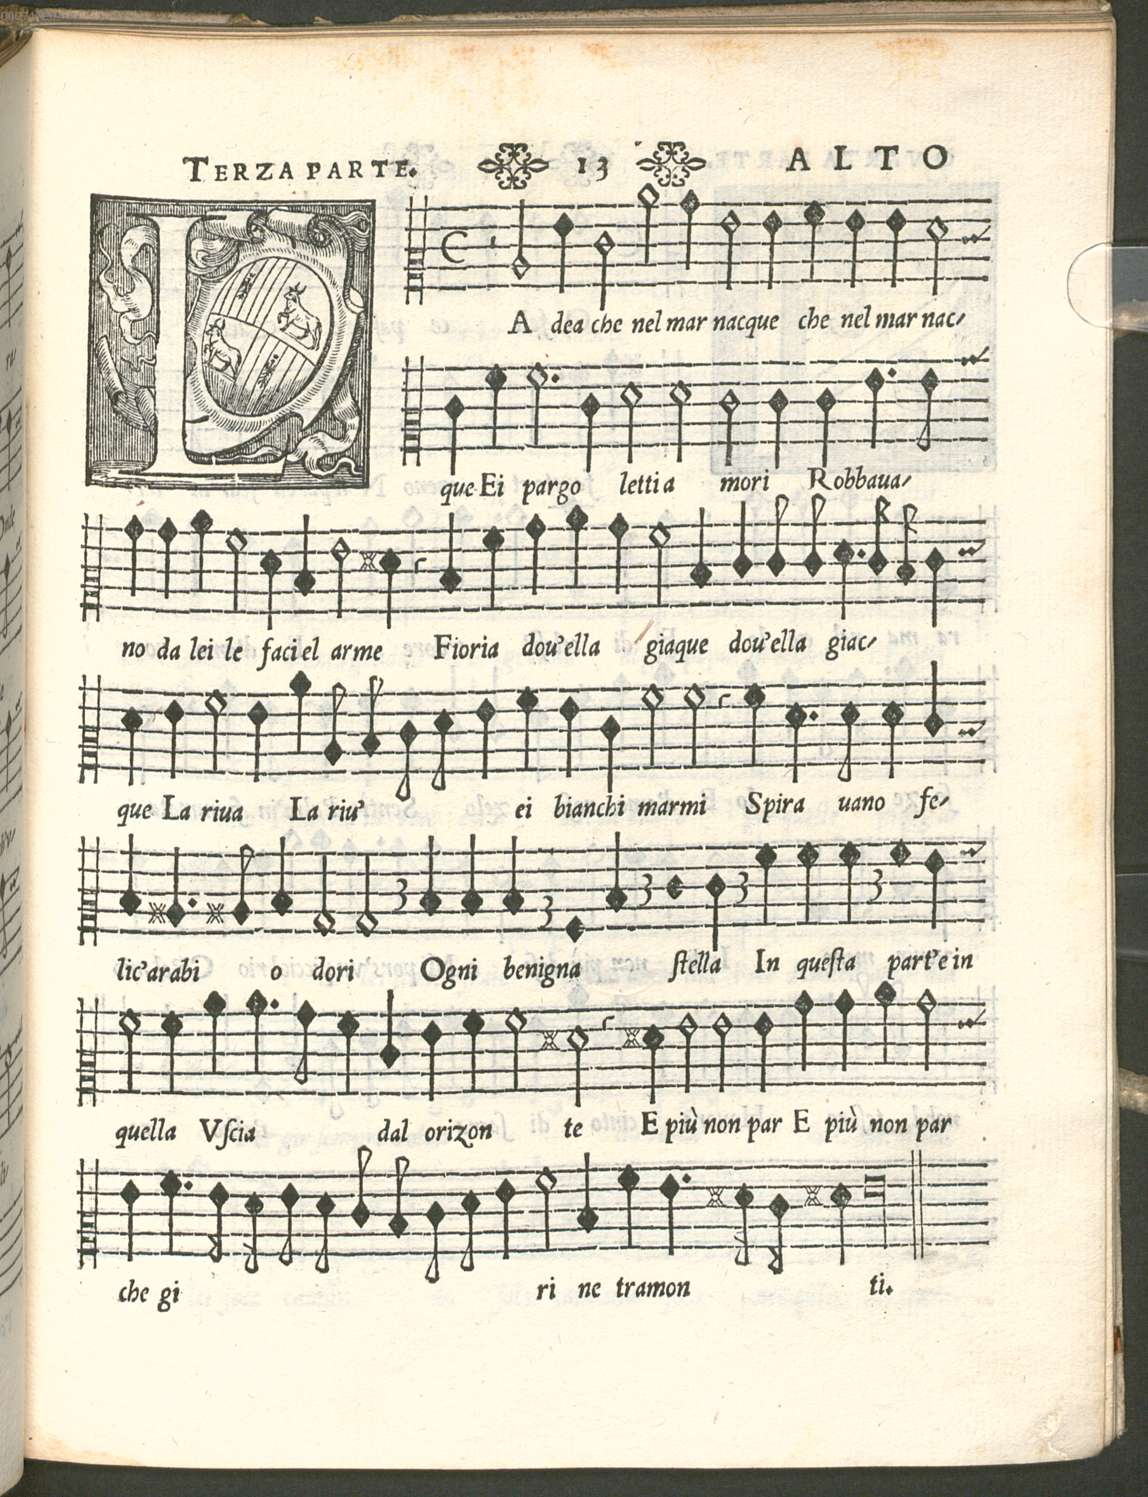 TERZA PARTE. 13 ALTO
LA dea che nel mar nacque che nel mar nac-
que Ei pargo letti a mori Robbaua-
no da lei le faci el arme Fioria dou'ella giaque dou'ella giac-
que La riua La riu' ei bianchi marmi Spira uano fe-
lic'arabi o dori Ogni benigna ſtella In queſta part'e in
quella Vſcia dal orizon te E più non par E più non par
che gi ri ne tramon ti.